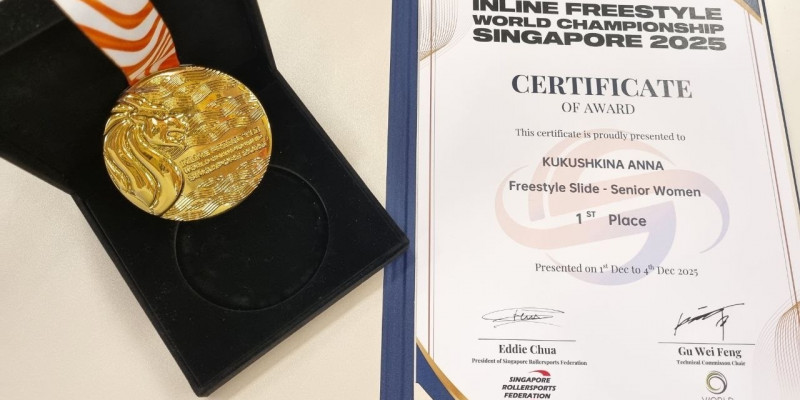 INLINE FREESTYLE
WORLD CHAMPIONSHIP
SINGAPORE 2025
CERTIFICATE
OF AWARD
This certificate is proudly presented to
KUKUSHKINA ANNA
Freestyle Slide - Senior Women
1ST Place
Presented on 1st Dec to 4th Dec 2025
Eddie Chua
President of Singapore Rollersports Federation
SINGAPORE
ROLLERSPORTS
FEDERATION
Gu Wei Feng
Technical Commisson Chair
WORLD